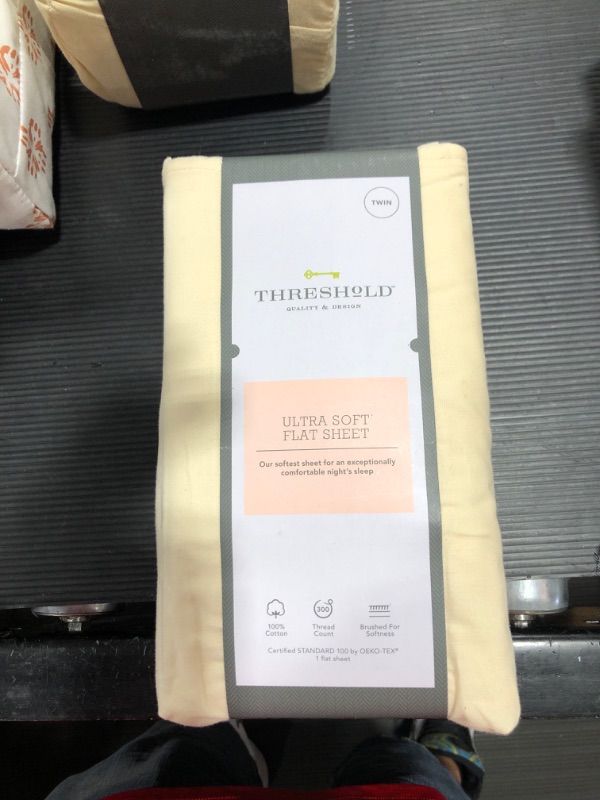 TWIN
THRESHOLD™
QUALITY & DESIGN
ULTRA SOFT
FLAT SHEET
Our softest sheet for an exceptionally
comfortable night's sleep
300
100%
Cotton
Thread
Count
Brushed For
Softness
Certified STANDARD 100 by OEKO-TEX®
1 flat sheet